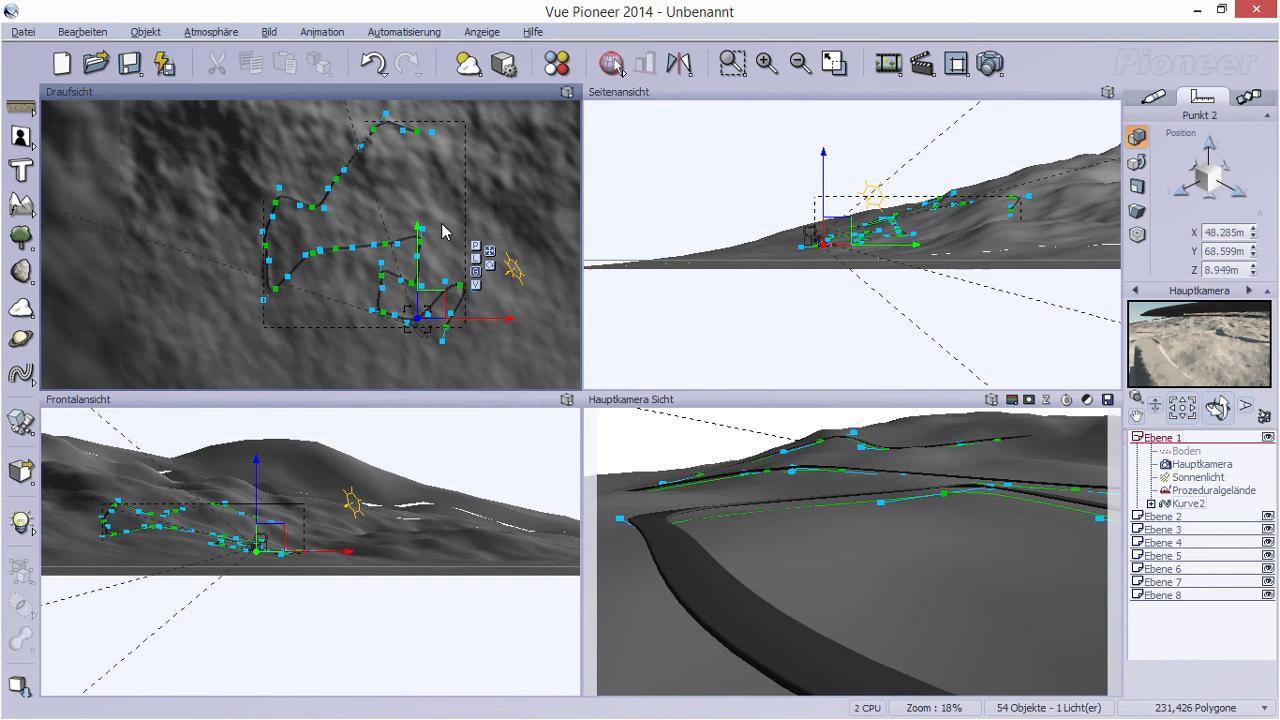 Vue Pioneer 2014 - Unbenannt
Datei Bearbeiten Objekt Atmosphäre Bild Animation Automatisierung Anzeige Hilfe
Pioneer
Draufsicht
Seitenansicht
Punkt 2
Position
X 48.285m
Y 68.599m
Z 8.949m
P
L
G
V
Hauptkamera
Frontalansicht
Hauptkamera Sicht
Ebene 1
Boden
Hauptkamera
Sonnenlicht
Prozeduralgelände
Kurve2
Ebene 2
Ebene 3
Ebene 4
Ebene 5
Ebene 6
Ebene 7
Ebene 8
2 CPU
Zoom : 18%
54 Objekte - 1 Licht(er)
231,426 Polygone